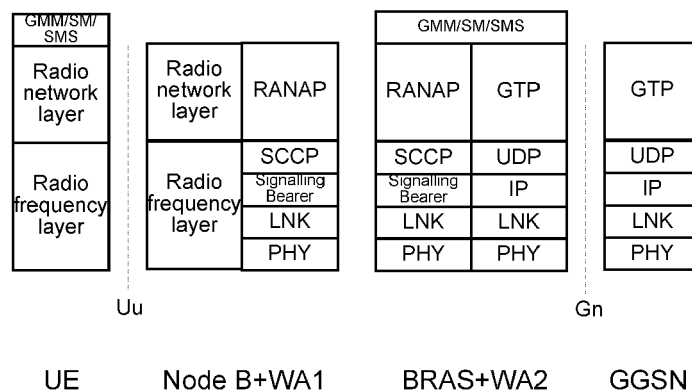 GMM/SM/
SMS
Radio
network
layer
Radio
frequency
layer
Radio
network
layer
RANAP
Radio
frequency
layer
SCCP
Signalling
Bearer
LNK
PHY
GMM/SM/SMS
RANAP
GTP
SCCP
UDP
Signalling
Bearer
IP
LNK
LNK
PHY
PHY
GTP
UDP
IP
LNK
PHY
Uu
Gn
UE
Node B+WA1
BRAS+WA2
GGSN